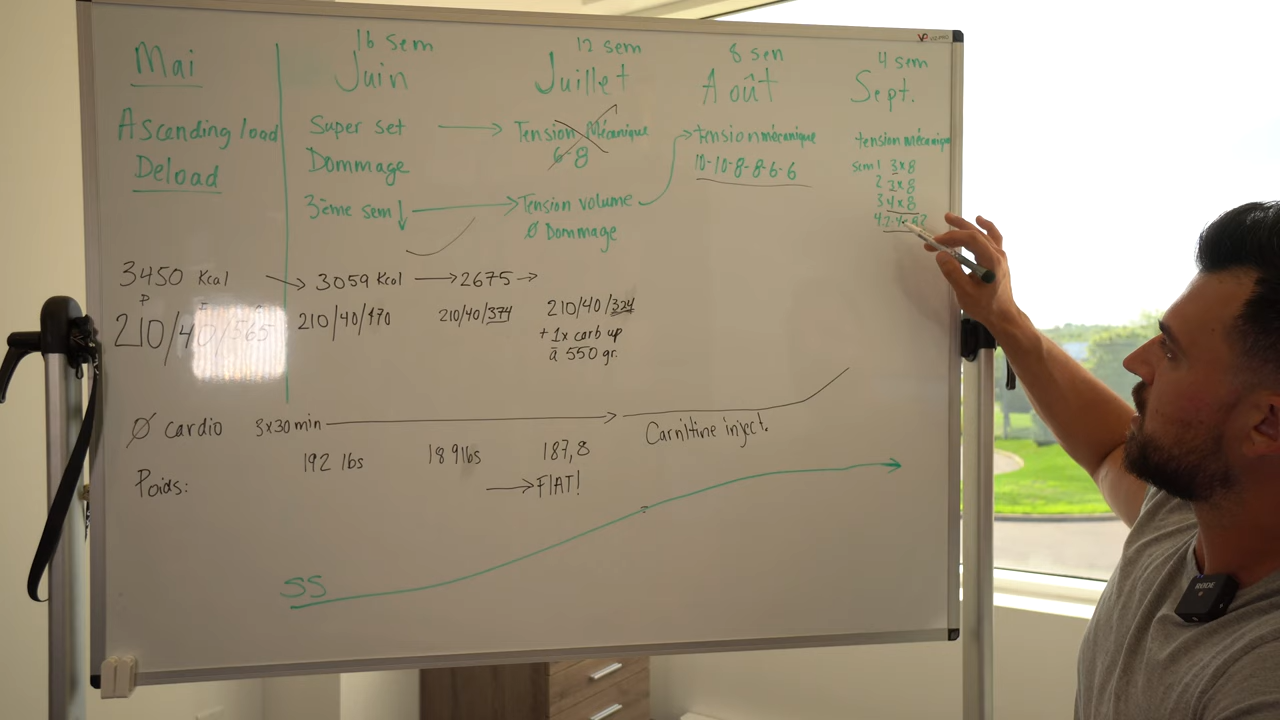 Mai
Ascending load
Deload
16 sem
Juin
Super set
Dommage
3ème sem ↓
12 sem
Juillet
Tension Mécanique
6-8
Tension volume
Ø Dommage
8 sem
Août
tension mécanique
10-10-8-8-6-6
4 sem
Sept.
tension mécanique
sem 1 3x8
2 3x8
3 4x8
3450 Kcal → 3059 Kcal → 2675 →
P
210/40/565
210/40/470
210/40/374
210/40/324
+ 1x carb up
à 550 gr.
Ø cardio 3x30min
Carnitine inject.
Poids:
192 lbs
189 lbs
187,8
→ FLAT!
SS
RODE